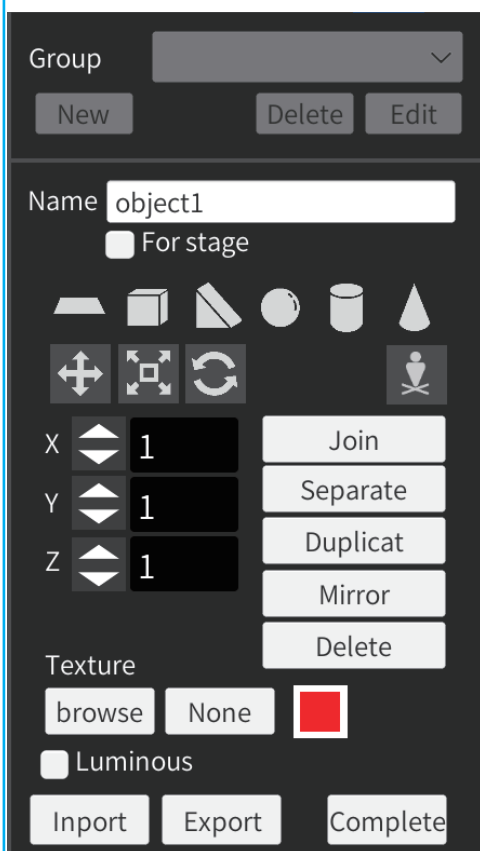 Group
New Delete Edit
Name object1
For stage
X 1 Join
Separate
Y 1
Duplicat
Z 1
Mirror
Delete
Texture
browse None
Luminous
Inport Export Complete